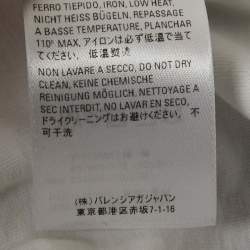 FERRO TIEPIDO, IRON, LOW HEAT,
NICHT HEISS BÜGELN, REPASSAGE
A BASSE TEMPERATURE, PLANCHAR
110° MAX, アイロンは必ず低温で当て
てください。低温熨烫
NON LAVARE A SECCO, DO NOT DRY
CLEAN, KEINE CHEMISCHE
REINIGUNG MÖGLICH, NETTOYAGE A
SEC INTERDIT, NO LAVAR EN SECO,
ドライクリーニングはお避けください。不
可干洗
(株) バレンシアガジャパン
東京都港区赤坂7-1-16